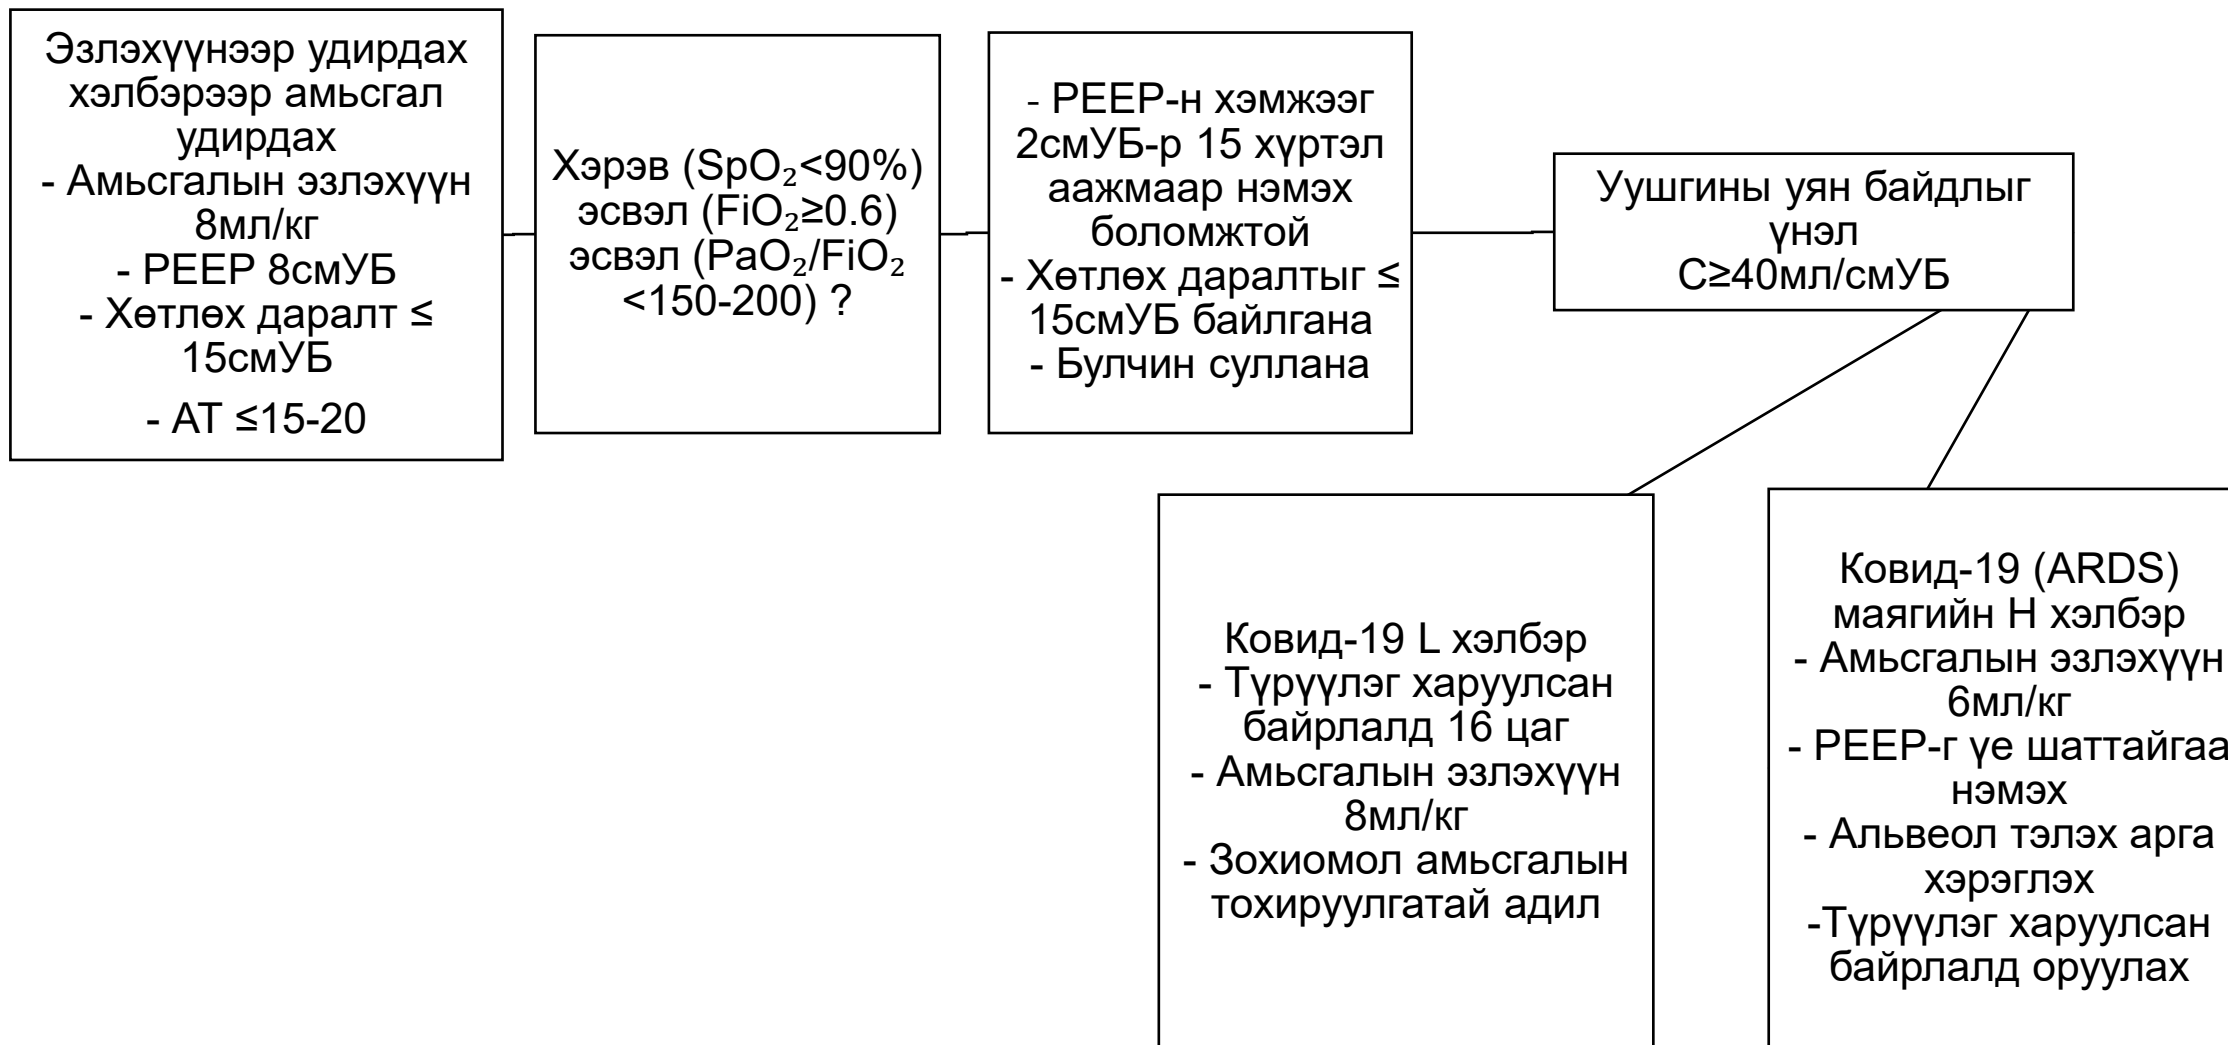 Эзлэхүүнээр удирдах
хэлбэрээр амьсгал
удирдах
- Амьсгалын эзлэхүүн
8мл/кг
- PEEP 8смУБ
- Хөтлөх даралт ≤
15смУБ
- АТ ≤15-20
Хэрэв (SpO₂<90%)
эсвэл (FiO₂≥0.6)
эсвэл (PaO₂/FiO₂
<150-200) ?
- PEEP-н хэмжээг
2смУБ-р 15 хүртэл
аажмаар нэмэх
боломжтой
- Хөтлөх даралтыг ≤
15смУБ байлгана
- Булчин суллана
Уушгины уян байдлыг
үнэл
C≥40мл/смУБ
Ковид-19 L хэлбэр
- Түрүүлэг харуулсан
байрлалд 16 цаг
- Амьсгалын эзлэхүүн
8мл/кг
- Зохиомол амьсгалын
тохируулгатай адил
Ковид-19 (ARDS)
маягийн H хэлбэр
- Амьсгалын эзлэхүүн
6мл/кг
- PEEP-г үе шаттайгаа
нэмэх
- Альвеол тэлэх арга
хэрэглэх
-Түрүүлэг харуулсан
байрлалд оруулах